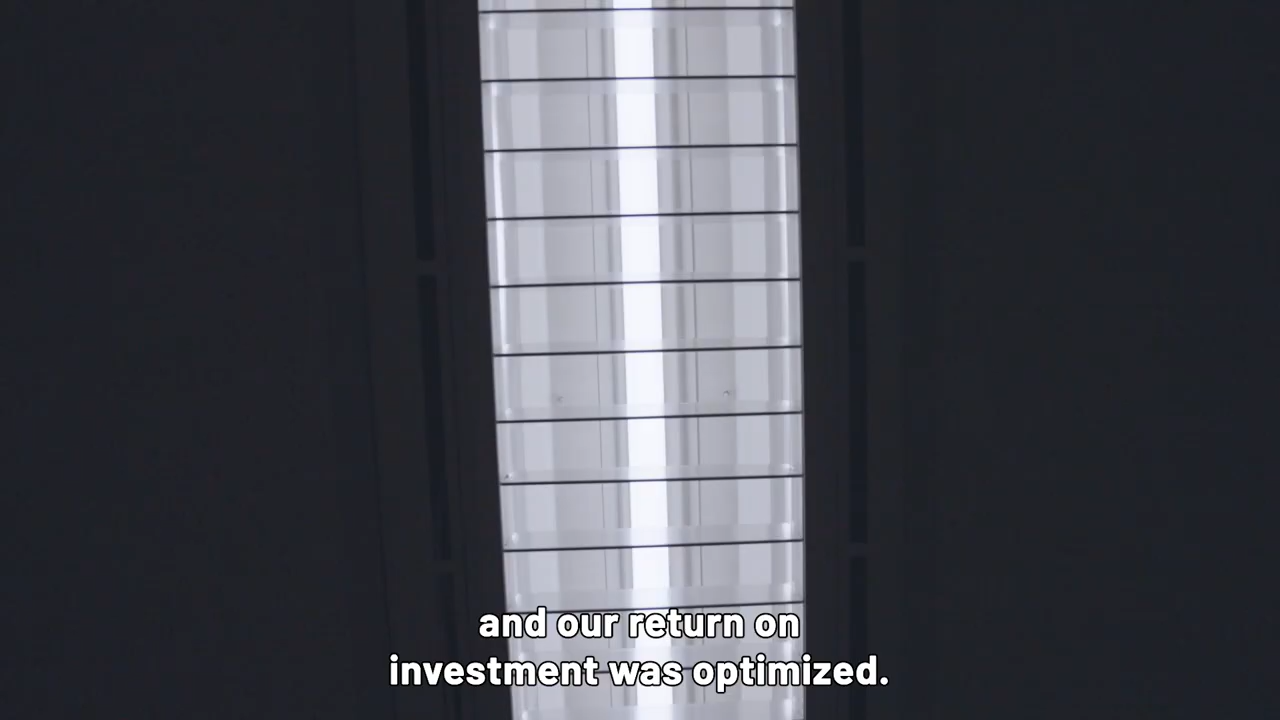 and our return on
investment was optimized.